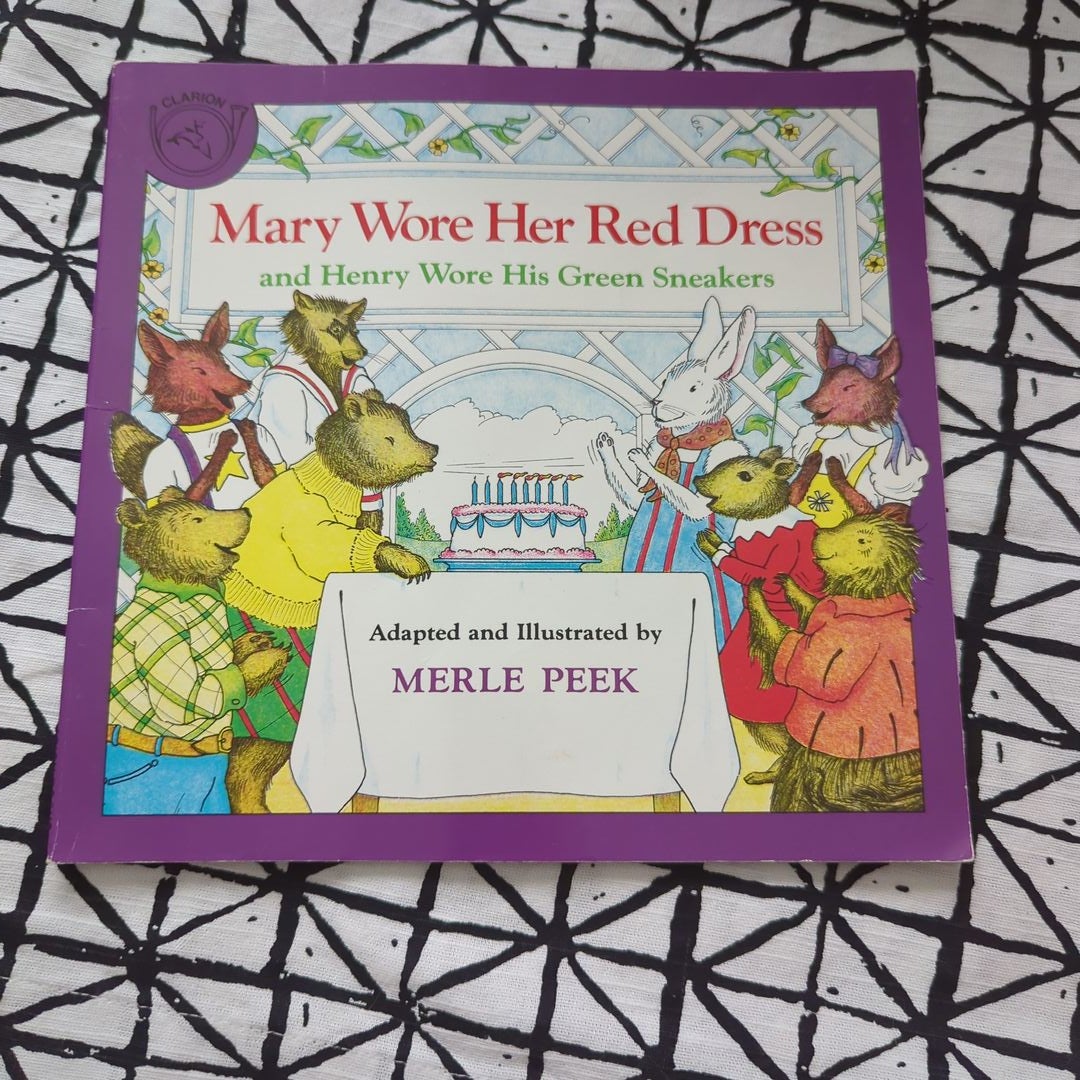 CLARION
Mary Wore Her Red Dress
and Henry Wore His Green Sneakers
Adapted and Illustrated by
MERLE PEEK